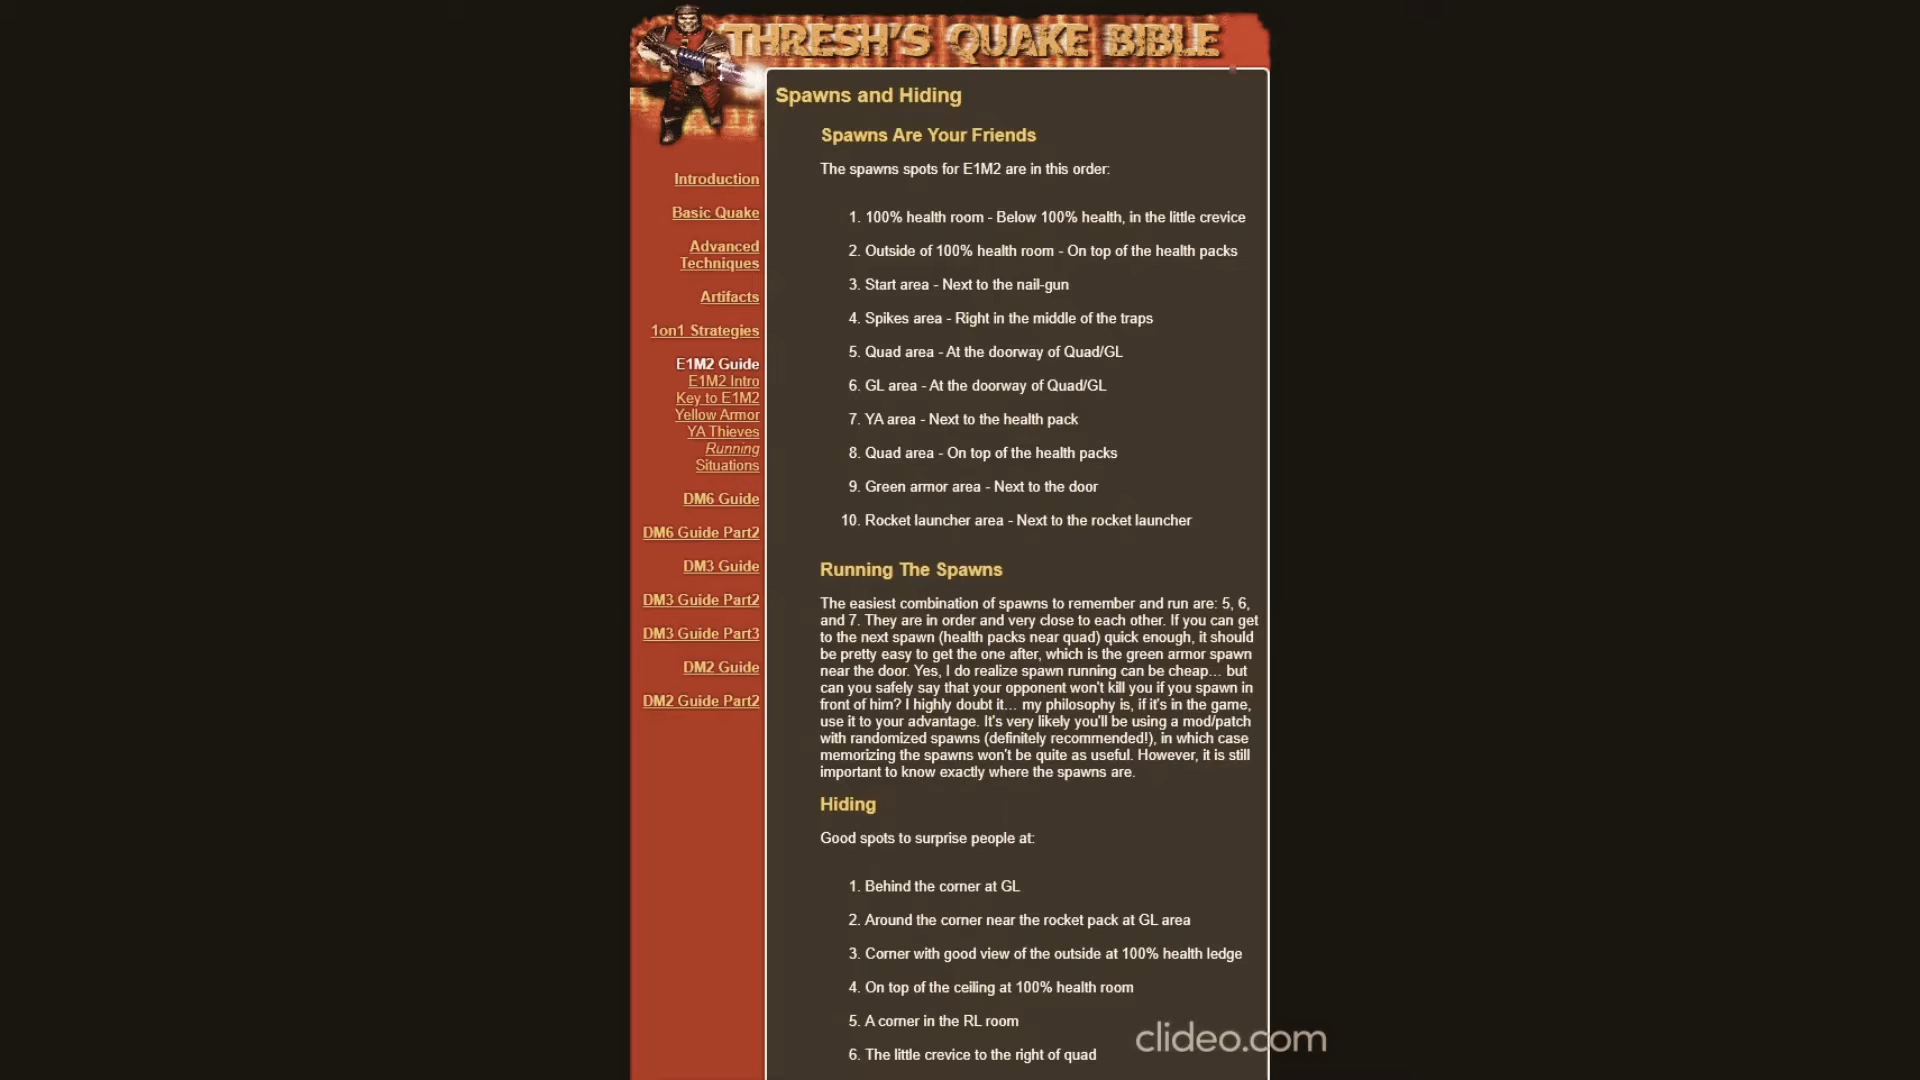 THRESH'S QUAKE BIBLE
Introduction
Basic Quake
Advanced
Techniques
Artifacts
1on1 Strategies
E1M2 Guide
E1M2 Intro
Key to E1M2
Yellow Armor
YA Thieves
Running
Situations
DM6 Guide
DM6 Guide Part2
DM3 Guide
DM3 Guide Part2
DM3 Guide Part3
DM2 Guide
DM2 Guide Part2
Spawns and Hiding
Spawns Are Your Friends
The spawns spots for E1M2 are in this order:
1. 100% health room - Below 100% health, in the little crevice
2. Outside of 100% health room - On top of the health packs
3. Start area - Next to the nail-gun
4. Spikes area - Right in the middle of the traps
5. Quad area - At the doorway of Quad/GL
6. GL area - At the doorway of Quad/GL
7. YA area - Next to the health pack
8. Quad area - On top of the health packs
9. Green armor area - Next to the door
10. Rocket launcher area - Next to the rocket launcher
Running The Spawns
The easiest combination of spawns to remember and run are: 5, 6,
and 7. They are in order and very close to each other. If you can get
to the next spawn (health packs near quad) quick enough, it should
be pretty easy to get the one after, which is the green armor spawn
near the door. Yes, I do realize spawn running can be cheap... but
can you safely say that your opponent won't kill you if you spawn in
front of him? I highly doubt it... my philosophy is, if it's in the game,
use it to your advantage. It's very likely you'll be using a mod/patch
with randomized spawns (definitely recommended!), in which case
memorizing the spawns won't be quite as useful. However, it is still
important to know exactly where the spawns are.
Hiding
Good spots to surprise people at:
1. Behind the corner at GL
2. Around the corner near the rocket pack at GL area
3. Corner with good view of the outside at 100% health ledge
4. On top of the ceiling at 100% health room
5. A corner in the RL room
6. The little crevice to the right of quad
clideo.com